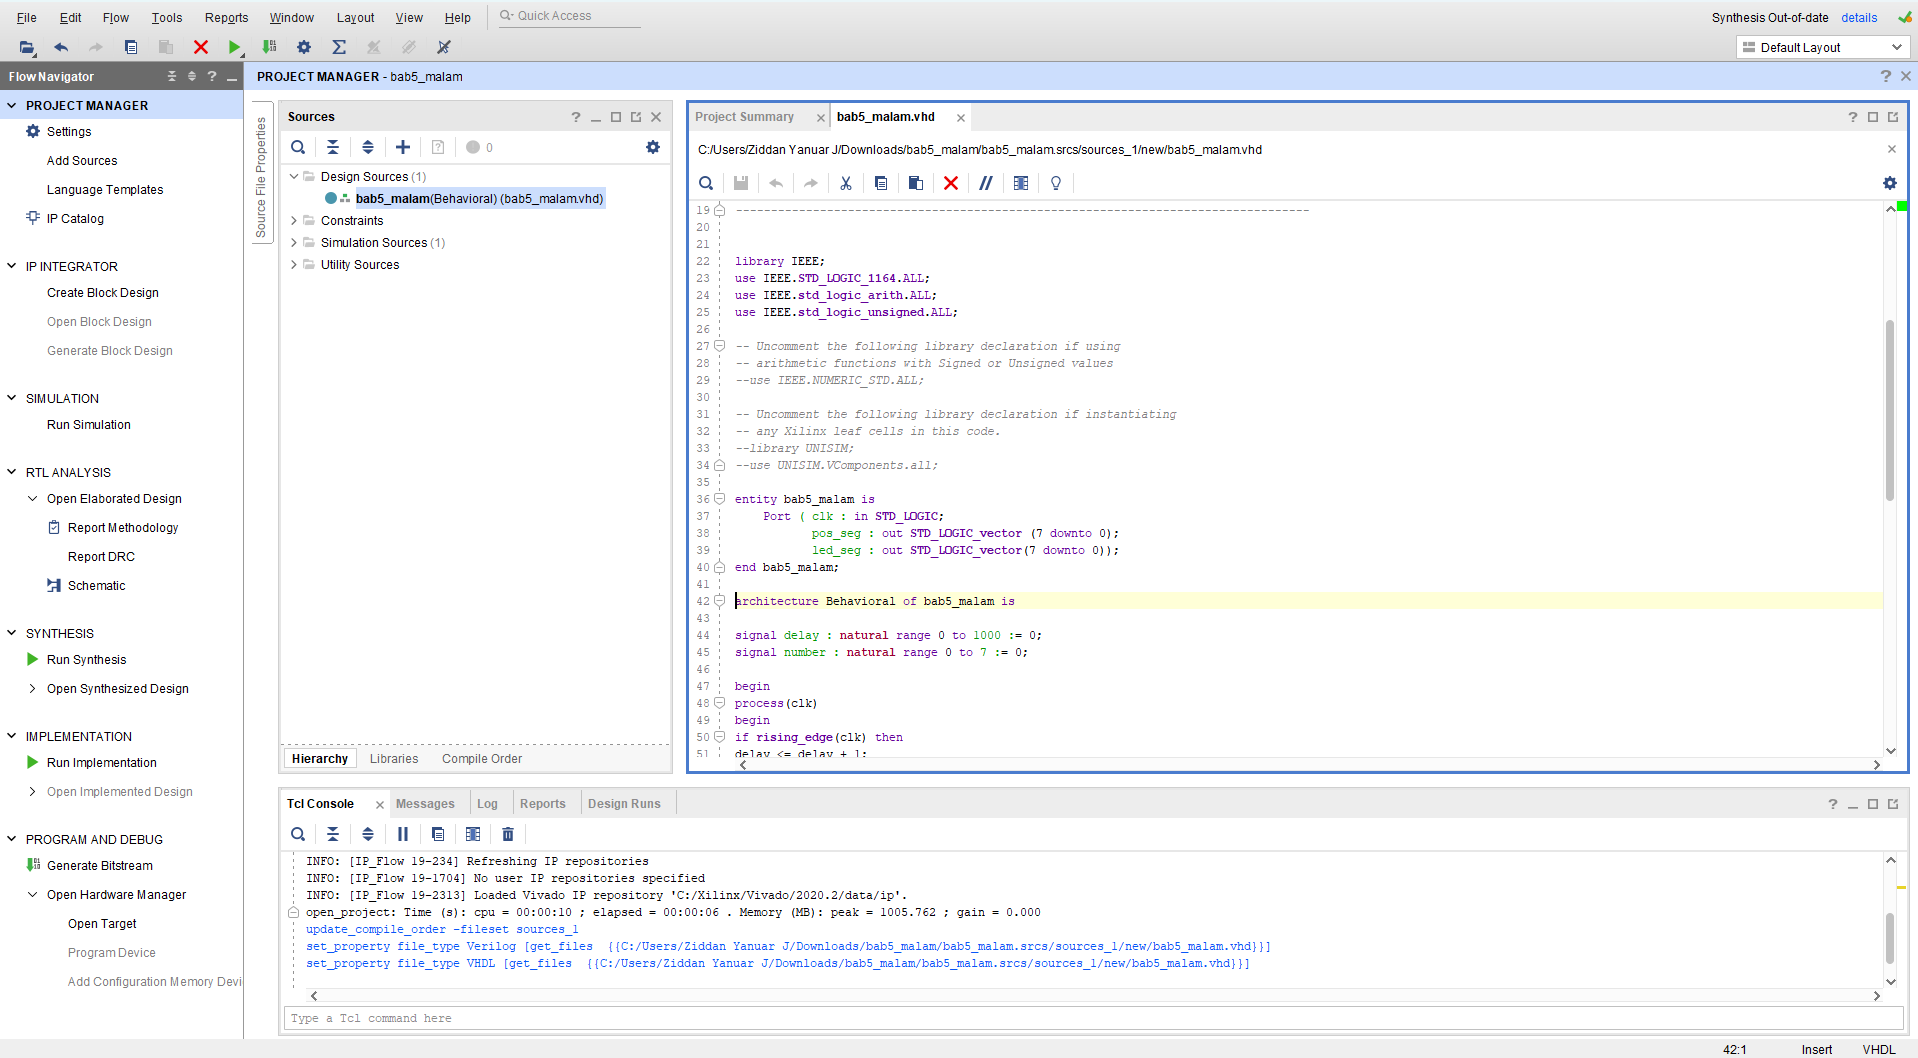 File Edit Flow Tools Reports Window Layout View Help Quick Access
Synthesis Out-of-date details
Default Layout
Flow Navigator
PROJECT MANAGER
Settings
Add Sources
Language Templates
IP Catalog
IP INTEGRATOR
Create Block Design
Open Block Design
Generate Block Design
SIMULATION
Run Simulation
RTL ANALYSIS
Open Elaborated Design
Report Methodology
Report DRC
Schematic
SYNTHESIS
Run Synthesis
Open Synthesized Design
IMPLEMENTATION
Run Implementation
Open Implemented Design
PROGRAM AND DEBUG
Generate Bitstream
Open Hardware Manager
Open Target
Program Device
Add Configuration Memory Devi
PROJECT MANAGER - bab5_malam
Source File Properties
Sources
0
Design Sources (1)
bab5_malam(Behavioral) (bab5_malam.vhd)
Constraints
Simulation Sources (1)
Utility Sources
Hierarchy Libraries Compile Order
Project Summary bab5_malam.vhd
C:/Users/Ziddan Yanuar J/Downloads/bab5_malam/bab5_malam.srcs/sources_1/new/bab5_malam.vhd
19 ----------------------------------------------------------------------------------
20
21
22 library IEEE;
23 use IEEE.STD_LOGIC_1164.ALL;
24 use IEEE.std_logic_arith.ALL;
25 use IEEE.std_logic_unsigned.ALL;
26
27 -- Uncomment the following library declaration if using
28 -- arithmetic functions with Signed or Unsigned values
29 --use IEEE.NUMERIC_STD.ALL;
30
31 -- Uncomment the following library declaration if instantiating
32 -- any Xilinx leaf cells in this code.
33 --library UNISIM;
34 --use UNISIM.VComponents.all;
35
36 entity bab5_malam is
37 Port ( clk : in STD_LOGIC;
38 pos_seg : out STD_LOGIC_vector (7 downto 0);
39 led_seg : out STD_LOGIC_vector(7 downto 0));
40 end bab5_malam;
41
42 architecture Behavioral of bab5_malam is
43
44 signal delay : natural range 0 to 1000 := 0;
45 signal number : natural range 0 to 7 := 0;
46
47 begin
48 process(clk)
49 begin
50 if rising_edge(clk) then
51 delay <= delay + 1;
Tcl Console Messages Log Reports Design Runs
INFO: [IP_Flow 19-234] Refreshing IP repositories
INFO: [IP_Flow 19-1704] No user IP repositories specified
INFO: [IP_Flow 19-2313] Loaded Vivado IP repository 'C:/Xilinx/Vivado/2020.2/data/ip'.
open_project: Time (s): cpu = 00:00:10 ; elapsed = 00:00:06 . Memory (MB): peak = 1005.762 ; gain = 0.000
update_compile_order -fileset sources_1
set_property file_type Verilog [get_files {{C:/Users/Ziddan Yanuar J/Downloads/bab5_malam/bab5_malam.srcs/sources_1/new/bab5_malam.vhd}}]
set_property file_type VHDL [get_files {{C:/Users/Ziddan Yanuar J/Downloads/bab5_malam/bab5_malam.srcs/sources_1/new/bab5_malam.vhd}}]
Type a Tcl command here
42:1 Insert VHDL